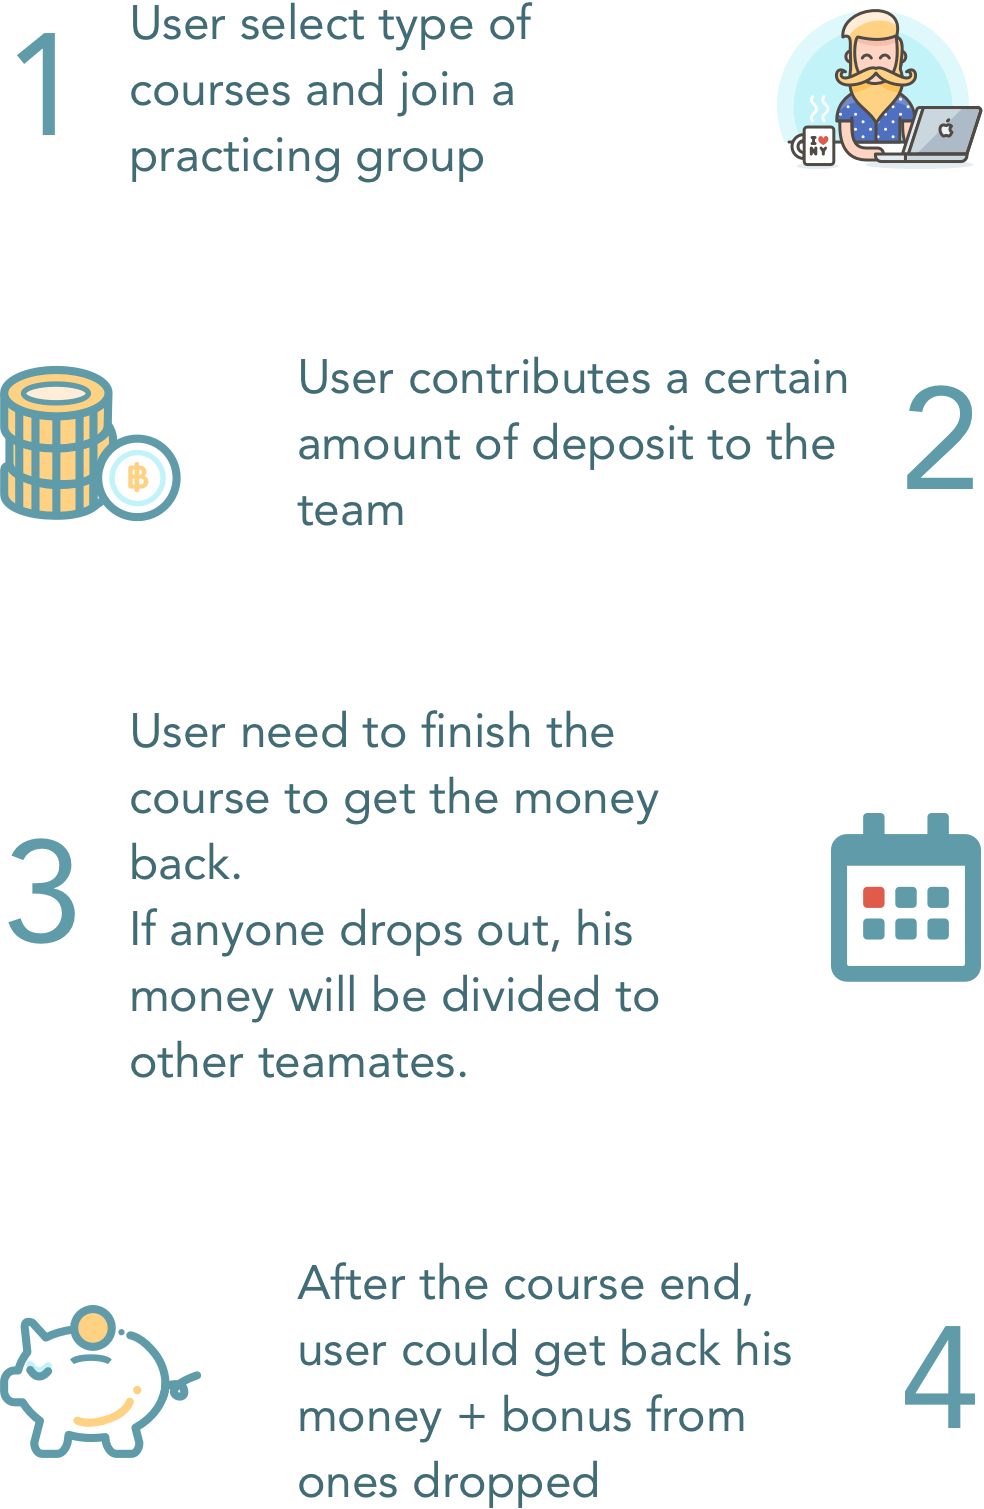 1
User select type of
courses and join a
practicing group
I
NY
User contributes a certain
amount of deposit to the
team
2
3
User need to finish the
course to get the money
back.
If anyone drops out, his
money will be divided to
other teamates.
After the course end,
user could get back his
money + bonus from
ones dropped
4